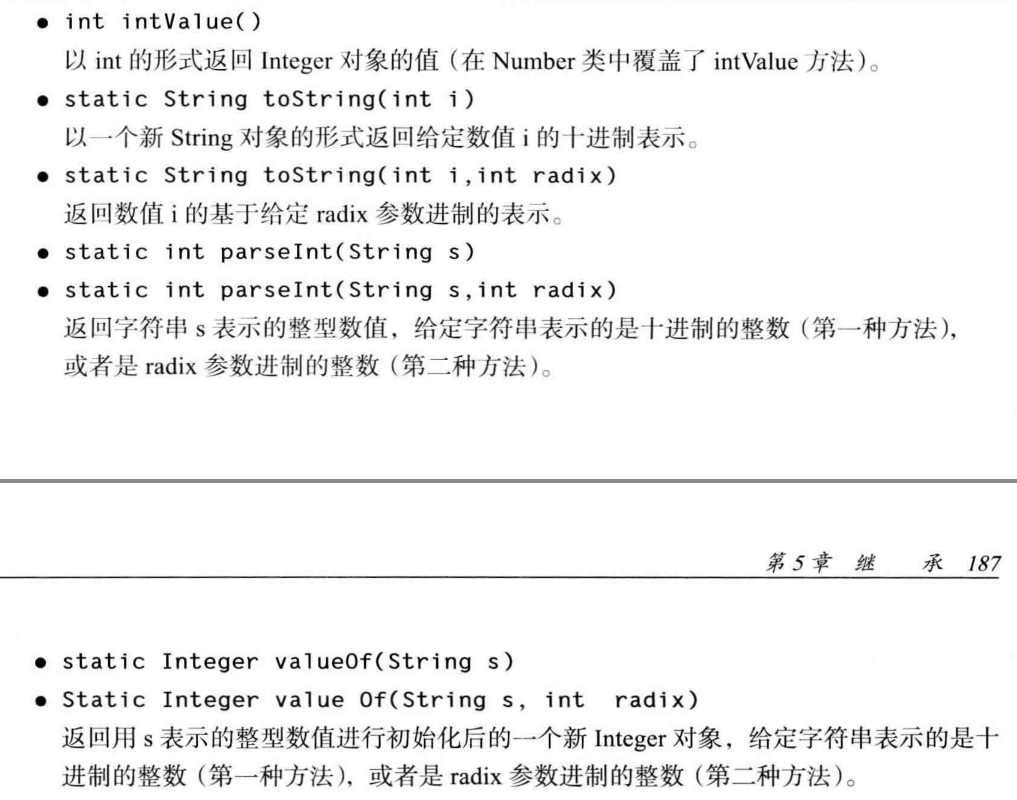 ● int intValue()
以 int 的形式返回 Integer 对象的值（在 Number 类中覆盖了 intValue 方法）。
● static String toString(int i)
以一个新 String 对象的形式返回给定数值 i 的十进制表示。
● static String toString(int i,int radix)
返回数值 i 的基于给定 radix 参数进制的表示。
● static int parseInt(String s)
● static int parseInt(String s,int radix)
返回字符串 s 表示的整型数值，给定字符串表示的是十进制的整数（第一种方法），
或者是 radix 参数进制的整数（第二种方法）。
第 5 章 继 承 187
● static Integer valueOf(String s)
● Static Integer value Of(String s, int radix)
返回用 s 表示的整型数值进行初始化后的一个新 Integer 对象，给定字符串表示的是十
进制的整数（第一种方法），或者是 radix 参数进制的整数（第二种方法）。